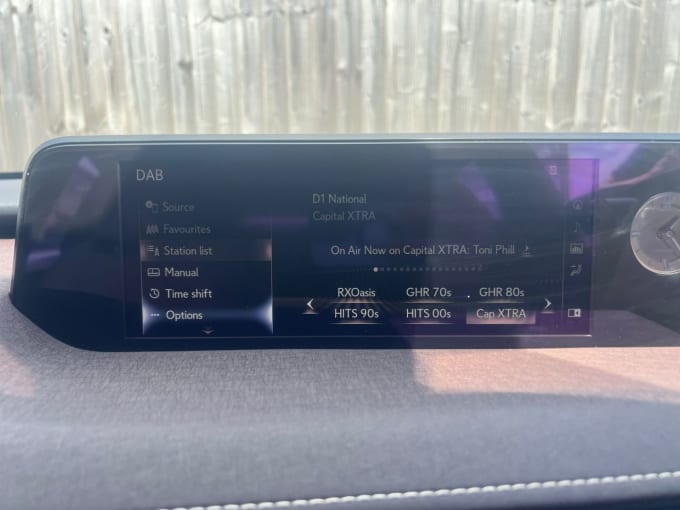 DAB
Source
Favourites
Station list
Manual
Time shift
Options
D1 National
Capital XTRA
On Air Now on Capital XTRA: Toni Phill
RXOasis GHR 70s GHR 80s
HITS 90s HITS 00s Cap XTRA